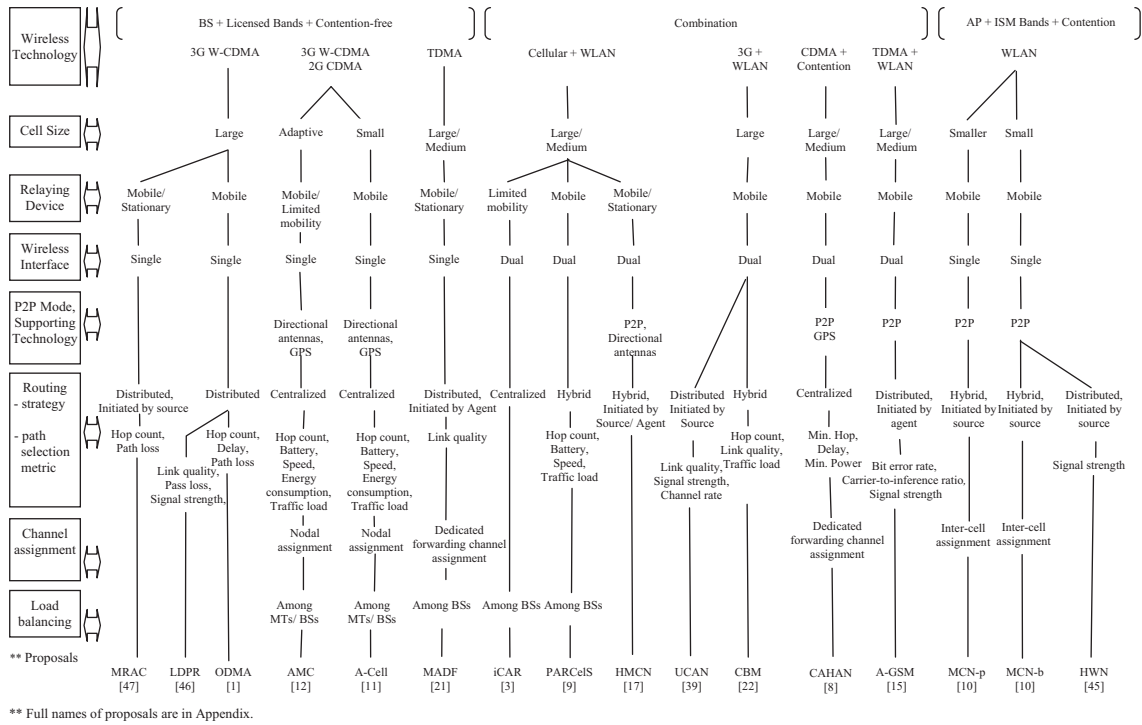 BS + Licensed Bands + Contention-free
Combination
AP + ISM Bands + Contention
Wireless
Technology
3G W-CDMA
3G W-CDMA
2G CDMA
TDMA
Cellular + WLAN
3G +
WLAN
CDMA +
Contention
TDMA +
WLAN
WLAN
Cell Size
Large
Adaptive
Small
Large/
Medium
Large/
Medium
Large
Large/
Medium
Large/
Medium
Smaller
Small
Relaying
Device
Mobile/
Stationary
Mobile
Mobile/
Limited
mobility
Mobile
Mobile/
Stationary
Limited
mobility
Mobile
Mobile/
Stationary
Mobile
Mobile
Mobile
Mobile
Mobile
Wireless
Interface
Single
Single
Single
Single
Single
Dual
Dual
Dual
Dual
Dual
Dual
Single
Single
P2P Mode,
Supporting
Technology
Directional
antennas,
GPS
Directional
antennas,
GPS
P2P,
Directional
antennas
P2P
GPS
P2P
P2P
P2P
Routing
- strategy
- path
selection
metric
Distributed,
Initiated by source
Distributed
Centralized
Centralized
Distributed,
Initiated by Agent
Centralized
Hybrid
Hybrid,
Initiated by
Source/ Agent
Distributed
Initiated by
Source
Hybrid
Centralized
Distributed,
Initiated by
agent
Hybrid,
Initiated by
source
Hybrid,
Initiated by
source
Distributed,
Initiated by
source
Hop count,
Path loss
Link quality,
Pass loss,
Signal strength,
Hop count,
Delay,
Path loss
Hop count,
Battery,
Speed,
Energy
consumption,
Traffic load
Hop count,
Battery,
Speed,
Energy
consumption,
Traffic load
Link quality
Hop count,
Battery,
Speed,
Traffic load
Link quality,
Signal strength,
Channel rate
Hop count,
Link quality,
Traffic load
Min. Hop,
Delay,
Min. Power
Bit error rate,
Carrier-to-inference ratio,
Signal strength
Signal strength
Channel
assignment
Nodal
assignment
Nodal
assignment
Dedicated
forwarding channel
assignment
Dedicated
forwarding channel
assignment
Inter-cell
assignment
Inter-cell
assignment
Load
balancing
Among
MTs/ BSs
Among
MTs/ BSs
Among BSs
Among BSs
Among BSs
** Proposals
MRAC
[47]
LDPR
[46]
ODMA
[1]
AMC
[12]
A-Cell
[11]
MADF
[21]
iCAR
[3]
PARCelS
[9]
HMCN
[17]
UCAN
[39]
CBM
[22]
CAHAN
[8]
A-GSM
[15]
MCN-p
[10]
MCN-b
[10]
HWN
[45]
** Full names of proposals are in Appendix.